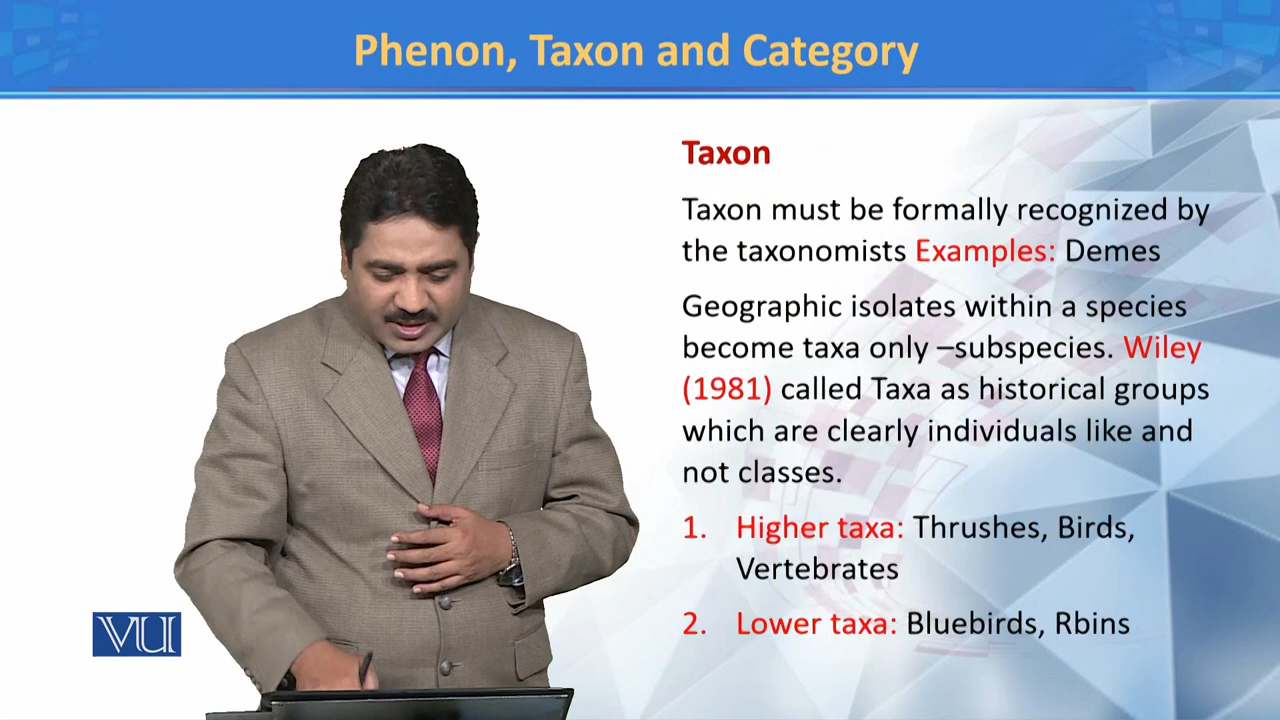 Phenon, Taxon and Category
Taxon
Taxon must be formally recognized by
the taxonomists Examples: Demes
Geographic isolates within a species
become taxa only –subspecies. Wiley
(1981) called Taxa as historical groups
which are clearly individuals like and
not classes.
1. Higher taxa: Thrushes, Birds,
Vertebrates
2. Lower taxa: Bluebirds, Rbins
VU